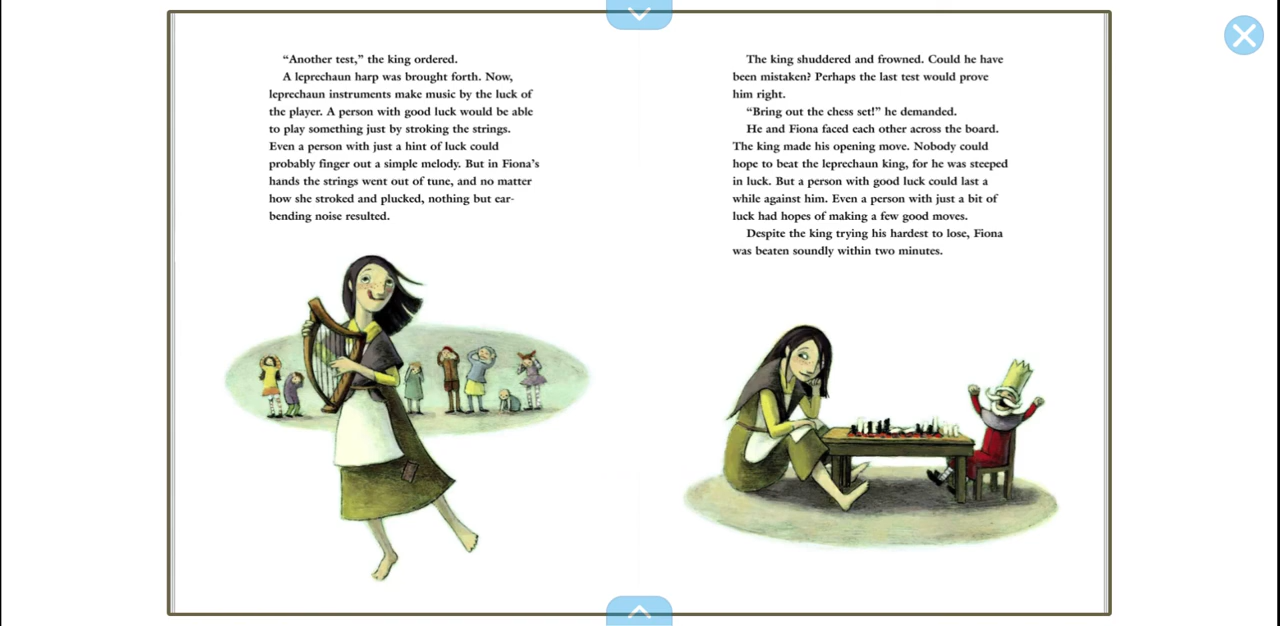 “Another test,” the king ordered.
A leprechaun harp was brought forth. Now,
leprechaun instruments make music by the luck of
the player. A person with good luck would be able
to play something just by stroking the strings.
Even a person with just a hint of luck could
probably finger out a simple melody. But in Fiona’s
hands the strings went out of tune, and no matter
how she stroked and plucked, nothing but ear-
bending noise resulted.
The king shuddered and frowned. Could he have
been mistaken? Perhaps the last test would prove
him right.
“Bring out the chess set!” he demanded.
He and Fiona faced each other across the board.
The king made his opening move. Nobody could
hope to beat the leprechaun king, for he was steeped
in luck. But a person with good luck could last a
while against him. Even a person with just a bit of
luck had hopes of making a few good moves.
Despite the king trying his hardest to lose, Fiona
was beaten soundly within two minutes.